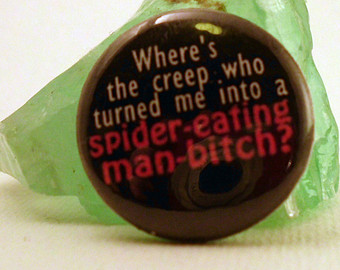 Where's
the creep who
turned me into a
spider-eating
man-bitch?